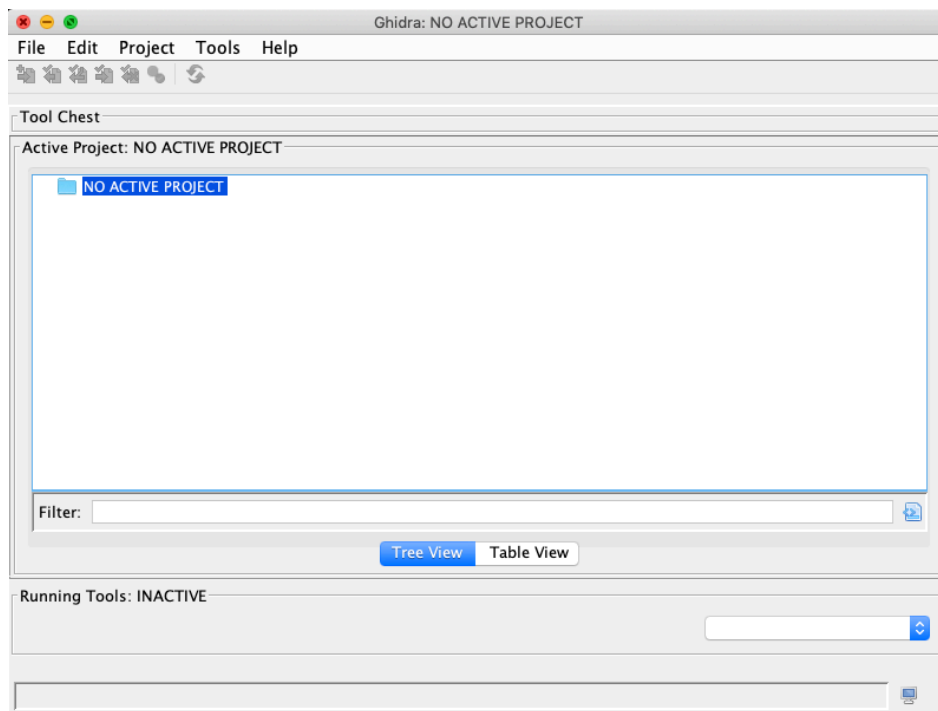 Ghidra: NO ACTIVE PROJECT
File Edit Project Tools Help
Tool Chest
Active Project: NO ACTIVE PROJECT
NO ACTIVE PROJECT
Filter:
Tree View Table View
Running Tools: INACTIVE